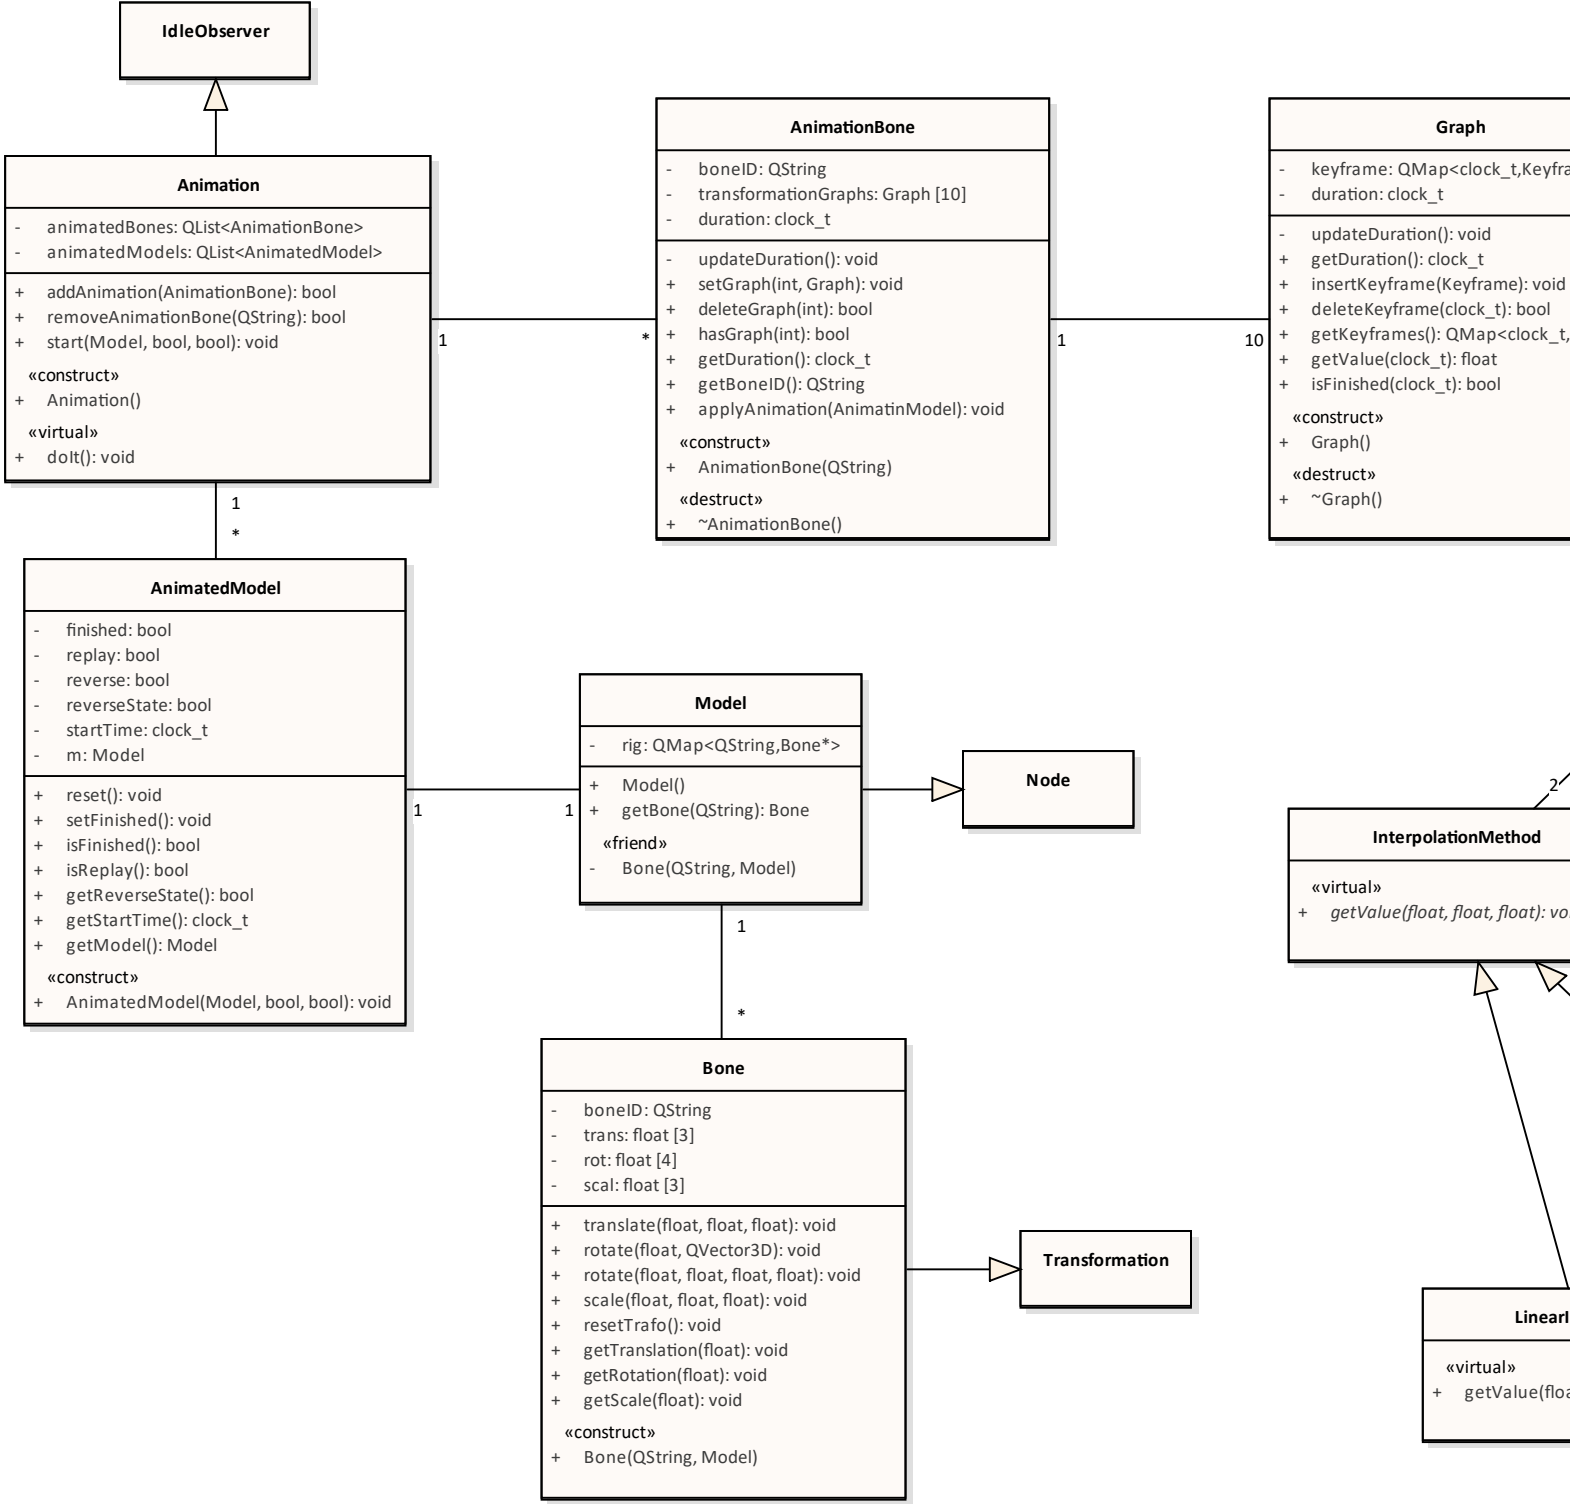 IdleObserver
Animation
- animatedBones: QList<AnimationBone>
- animatedModels: QList<AnimatedModel>
+ addAnimation(AnimationBone): bool
+ removeAnimationBone(QString): bool
+ start(Model, bool, bool): void
«construct»
+ Animation()
«virtual»
+ doIt(): void
1
*
1
*
AnimationBone
- boneID: QString
- transformationGraphs: Graph [10]
- duration: clock_t
- updateDuration(): void
+ setGraph(int, Graph): void
+ deleteGraph(int): bool
+ hasGraph(int): bool
+ getDuration(): clock_t
+ getBoneID(): QString
+ applyAnimation(AnimatinModel): void
«construct»
+ AnimationBone(QString)
«destruct»
+ ~AnimationBone()
1
10
Graph
- keyframe: QMap<clock_t,Keyfra
- duration: clock_t
- updateDuration(): void
+ getDuration(): clock_t
+ insertKeyframe(Keyframe): void
+ deleteKeyframe(clock_t): bool
+ getKeyframes(): QMap<clock_t,
+ getValue(clock_t): float
+ isFinished(clock_t): bool
«construct»
+ Graph()
«destruct»
+ ~Graph()
AnimatedModel
- finished: bool
- replay: bool
- reverse: bool
- reverseState: bool
- startTime: clock_t
- m: Model
+ reset(): void
+ setFinished(): void
+ isFinished(): bool
+ isReplay(): bool
+ getReverseState(): bool
+ getStartTime(): clock_t
+ getModel(): Model
«construct»
+ AnimatedModel(Model, bool, bool): void
1
1
Model
- rig: QMap<QString,Bone*>
+ Model()
+ getBone(QString): Bone
«friend»
- Bone(QString, Model)
Node
1
*
Bone
- boneID: QString
- trans: float [3]
- rot: float [4]
- scal: float [3]
+ translate(float, float, float): void
+ rotate(float, QVector3D): void
+ rotate(float, float, float, float): void
+ scale(float, float, float): void
+ resetTrafo(): void
+ getTranslation(float): void
+ getRotation(float): void
+ getScale(float): void
«construct»
+ Bone(QString, Model)
Transformation
2
InterpolationMethod
«virtual»
+ getValue(float, float, float): vo
LinearI
«virtual»
+ getValue(floa